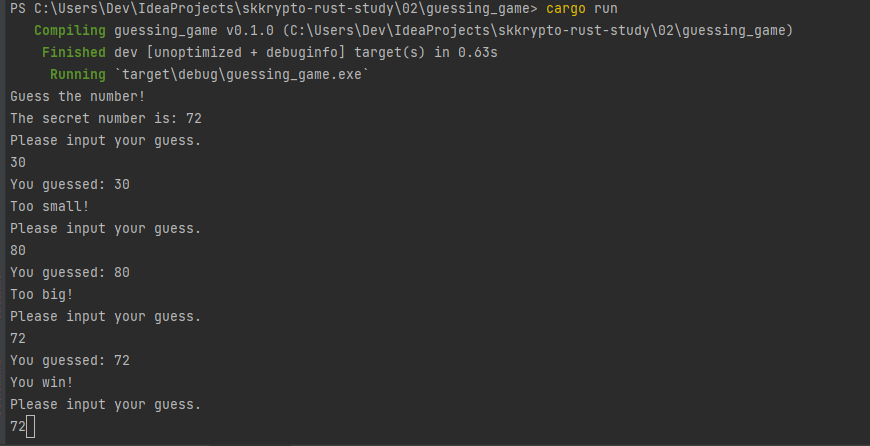 PS C:\Users\Dev\IdeaProjects\skkrypto-rust-study\02\guessing_game> cargo run
Compiling guessing_game v0.1.0 (C:\Users\Dev\IdeaProjects\skkrypto-rust-study\02\guessing_game)
Finished dev [unoptimized + debuginfo] target(s) in 0.63s
Running `target\debug\guessing_game.exe`
Guess the number!
The secret number is: 72
Please input your guess.
30
You guessed: 30
Too small!
Please input your guess.
80
You guessed: 80
Too big!
Please input your guess.
72
You guessed: 72
You win!
Please input your guess.
72